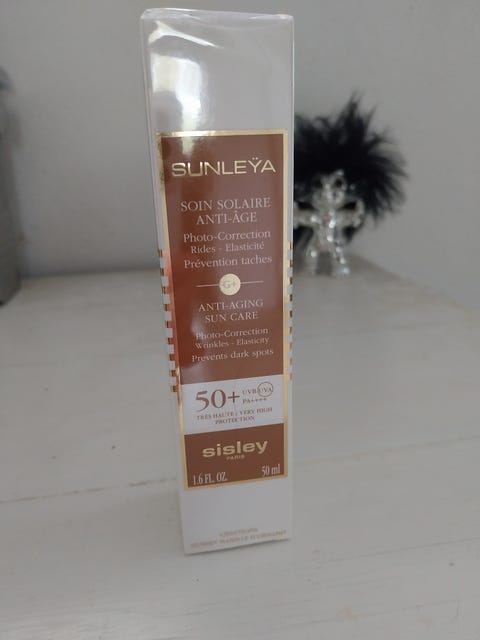 SUNLEŸA
SOIN SOLAIRE
ANTI-ÂGE
Photo-Correction
Rides - Elasticité
Prévention taches
G+
ANTI-AGING
SUN CARE
Photo-Correction
Wrinkles - Elasticity
Prevents dark spots
50+ UVB/UVA
PA++++
TRÈS HAUTE / VERY HIGH
PROTECTION
sisley
PARIS
1.6 FL. OZ. 50 ml